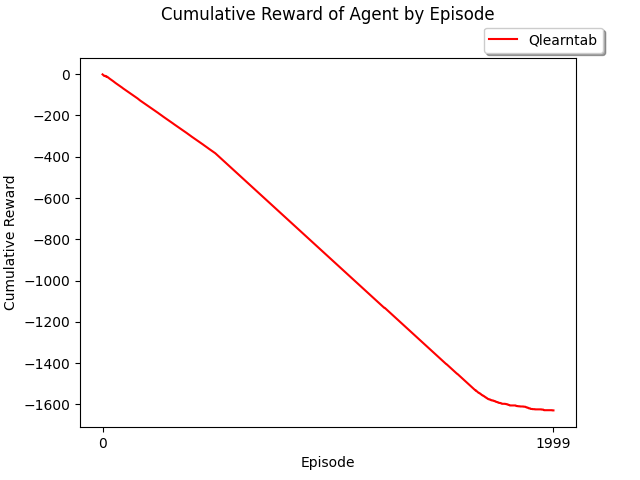 Cumulative Reward of Agent by Episode
Qlearntab
0
−200
−400
−600
−800
−1000
−1200
−1400
−1600
Cumulative Reward
0 1999
Episode